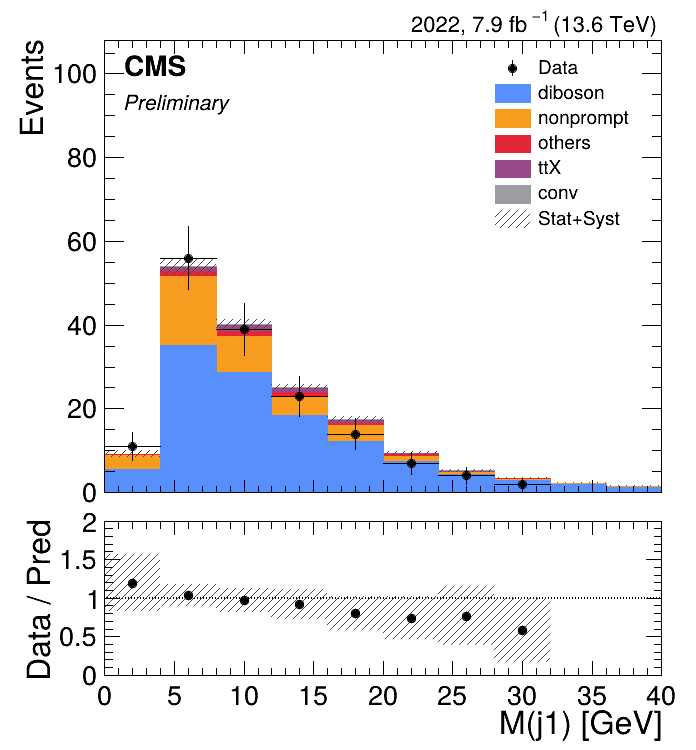 2022, 7.9 fb⁻¹ (13.6 TeV)
Events
100
80
60
40
20
0
CMS
Preliminary
Data
diboson
nonprompt
others
ttX
conv
Stat+Syst
Data / Pred
2
1.5
1
0.5
0
0 5 10 15 20 25 30 35 40
M(j1) [GeV]